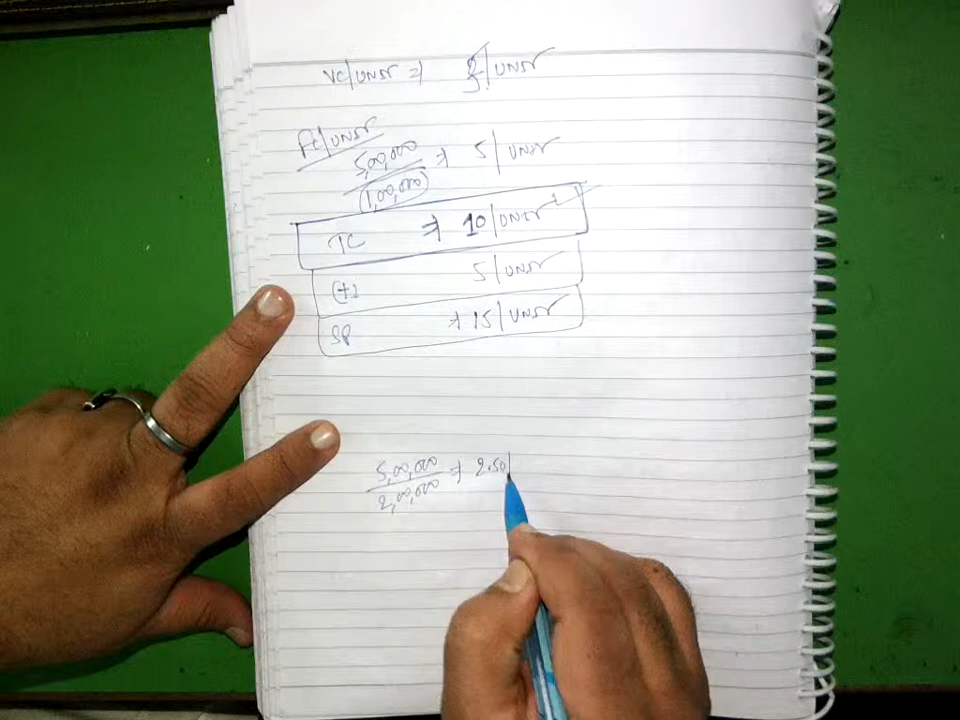 VC/UNIT ⇒ 5/UNIT
FC/UNIT
5,00,000 ⇒ 5/UNIT
1,00,000
TC ⇒ 10/UNIT
(+) 5/UNIT
SP ⇒ 15/UNIT
5,00,000 ⇒ 2.50/
2,00,000